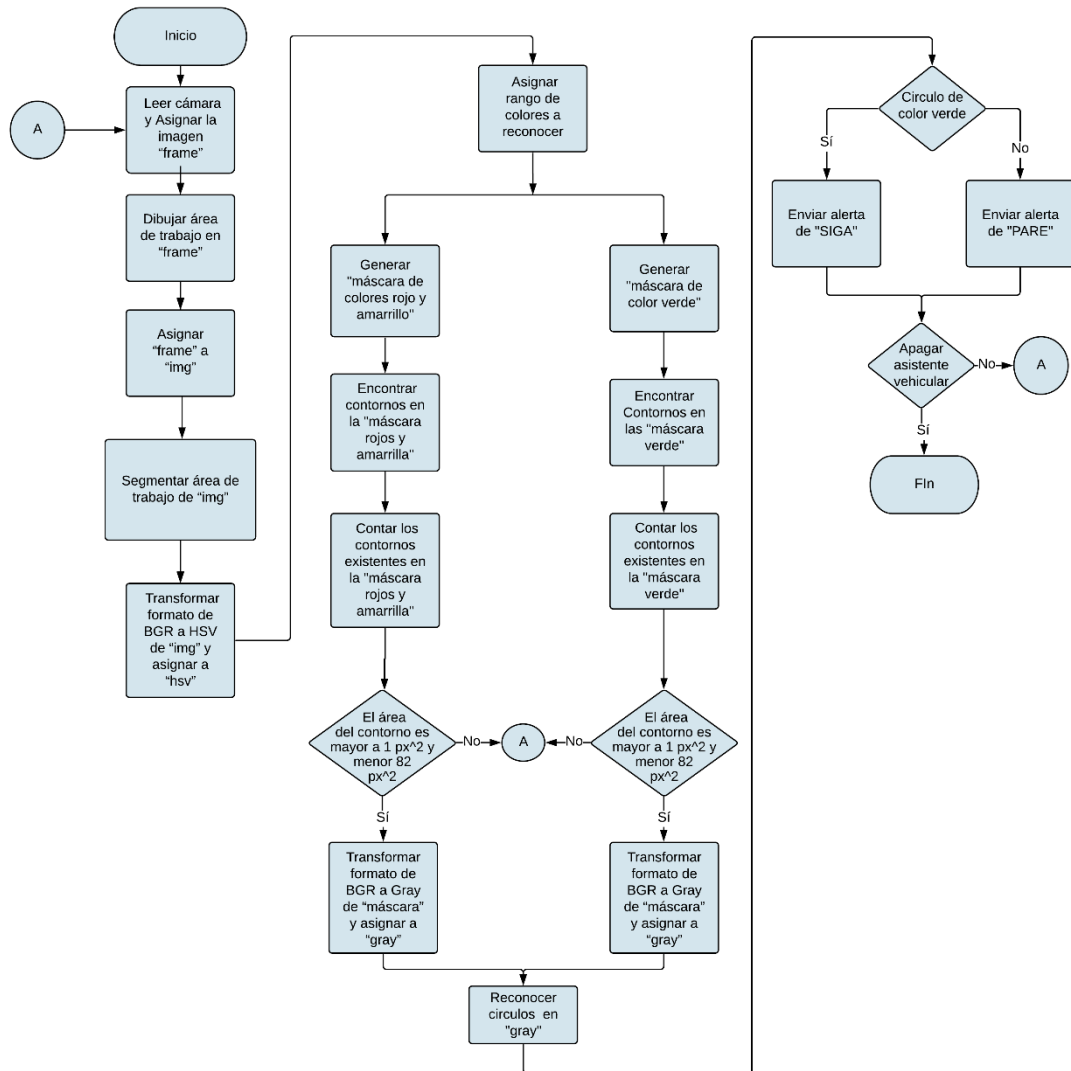 Inicio
A
Leer cámara
y Asignar la
imagen
“frame”
Dibujar área
de trabajo en
“frame”
Asignar
“frame” a
“img”
Segmentar área de
trabajo de “img”
Transformar
formato de
BGR a HSV
de “img” y
asignar a
“hsv”
Asignar
rango de
colores a
reconocer
Generar
"máscara de
colores rojo y
amarrillo"
Encontrar
contornos en
la "máscara
rojos y
amarrilla"
Contar los
contornos
existentes en
la "máscara
rojos y
amarrilla"
El área
del contorno es
mayor a 1 px^2 y
menor 82
px^2
No
A
Sí
Transformar
formato de
BGR a Gray
de “máscara”
y asignar a
“gray”
Generar
"máscara de
color verde"
Encontrar
Contornos en
las "máscara
verde"
Contar los
contornos
existentes en
la "máscara
verde"
El área
del contorno es
mayor a 1 px^2 y
menor 82
px^2
No
Sí
Transformar
formato de
BGR a Gray
de “máscara”
y asignar a
“gray”
Reconocer
circulos en
"gray"
Circulo de
color verde
Sí
No
Enviar alerta
de "SIGA"
Enviar alerta
de "PARE"
Apagar
asistente
vehicular
No
A
Sí
FIn